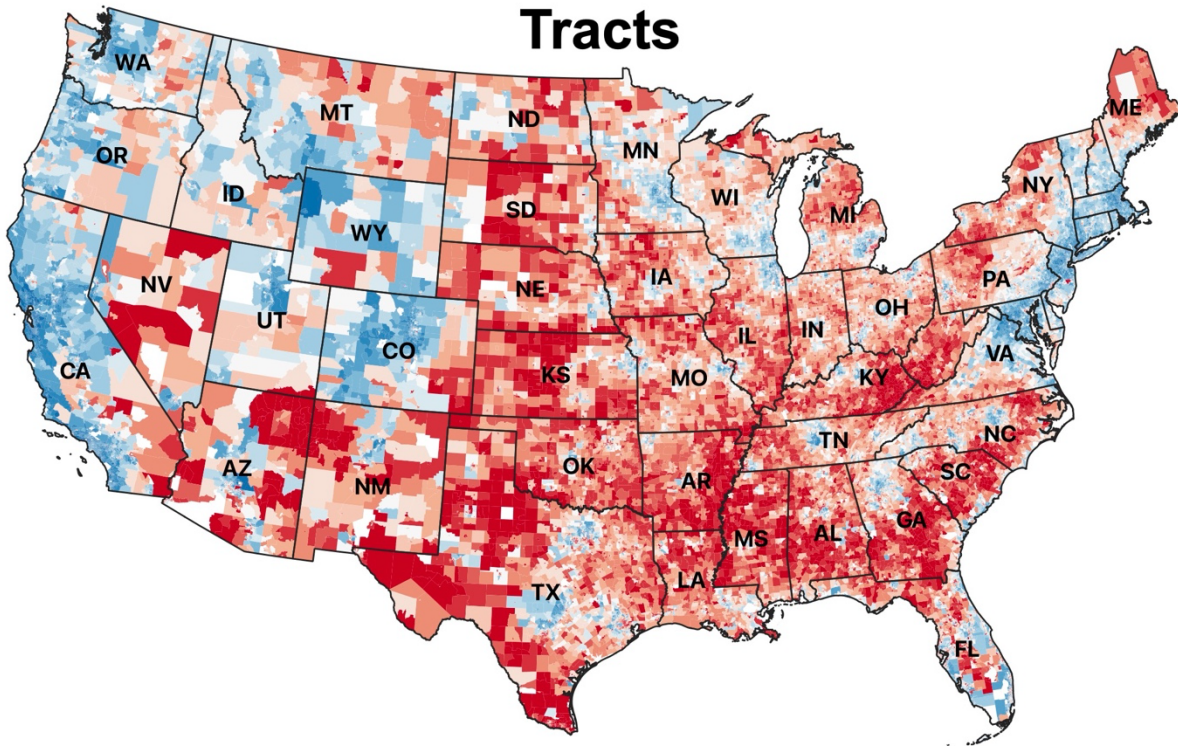 Tracts
WA
MT
ND
MN
ME
OR
ID
WI
NY
SD
MI
WY
NV
NE
IA
PA
UT
IL
IN
OH
CO
VA
CA
KS
MO
KY
TN
NC
AZ
NM
OK
AR
SC
MS
AL
GA
LA
TX
FL